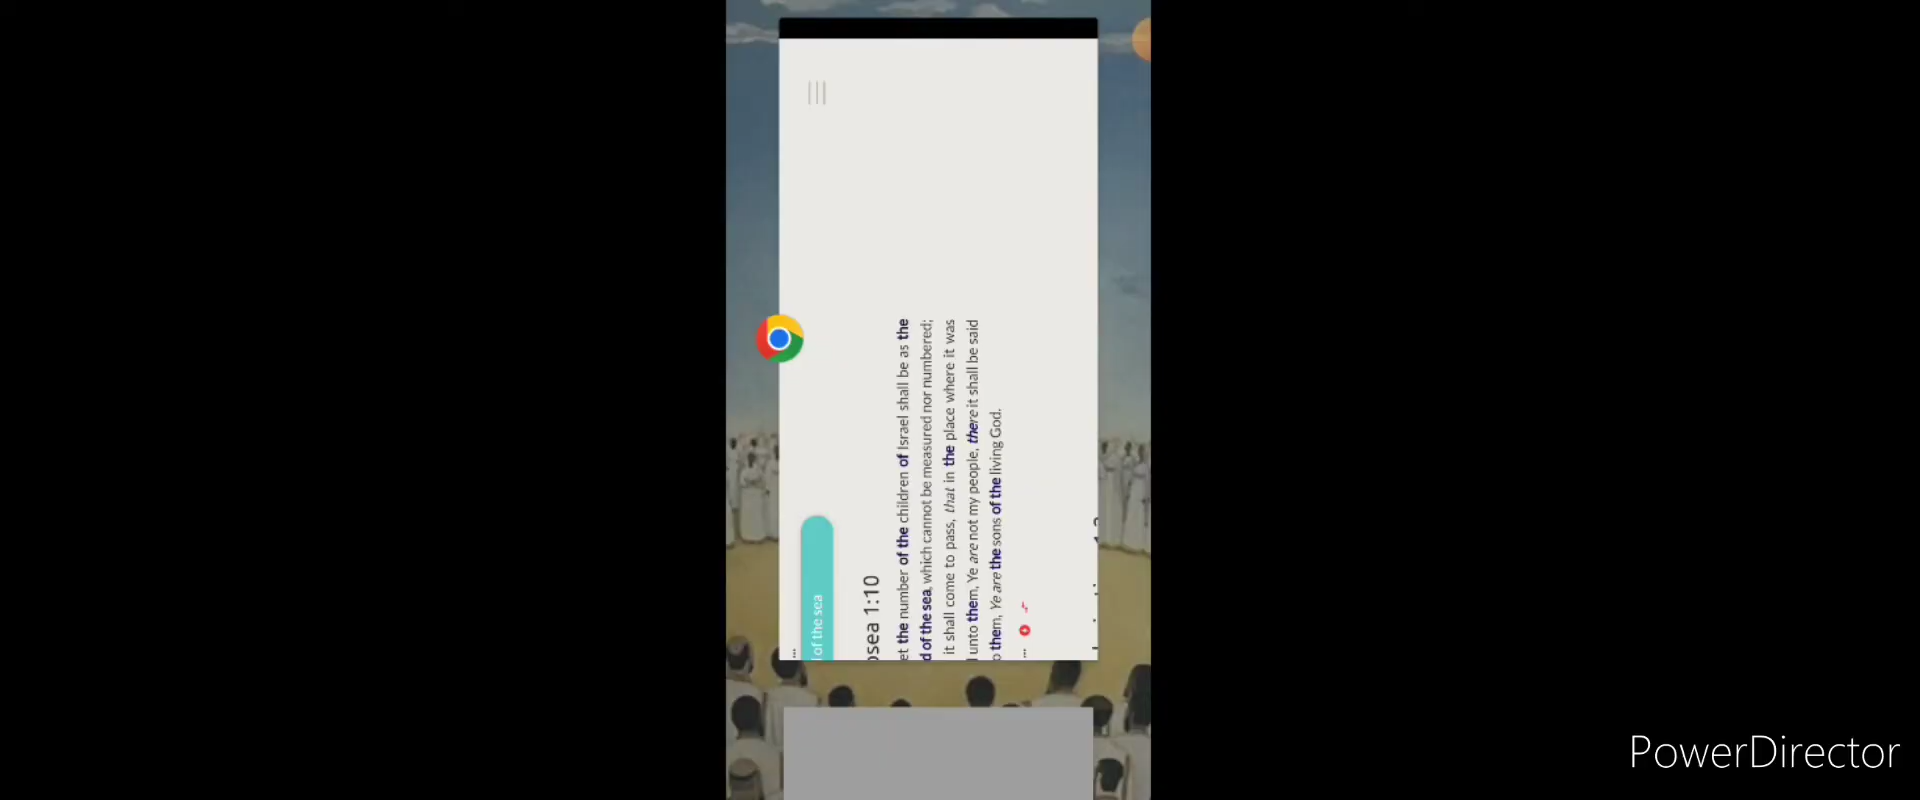 of the sea
osea 1:10
et the number of the children of Israel shall be as the
d of the sea, which cannot be measured nor numbered;
it shall come to pass, that in the place where it was
unto them, Ye are not my people, there it shall be said
o them, Ye are the sons of the living God.
PowerDirector